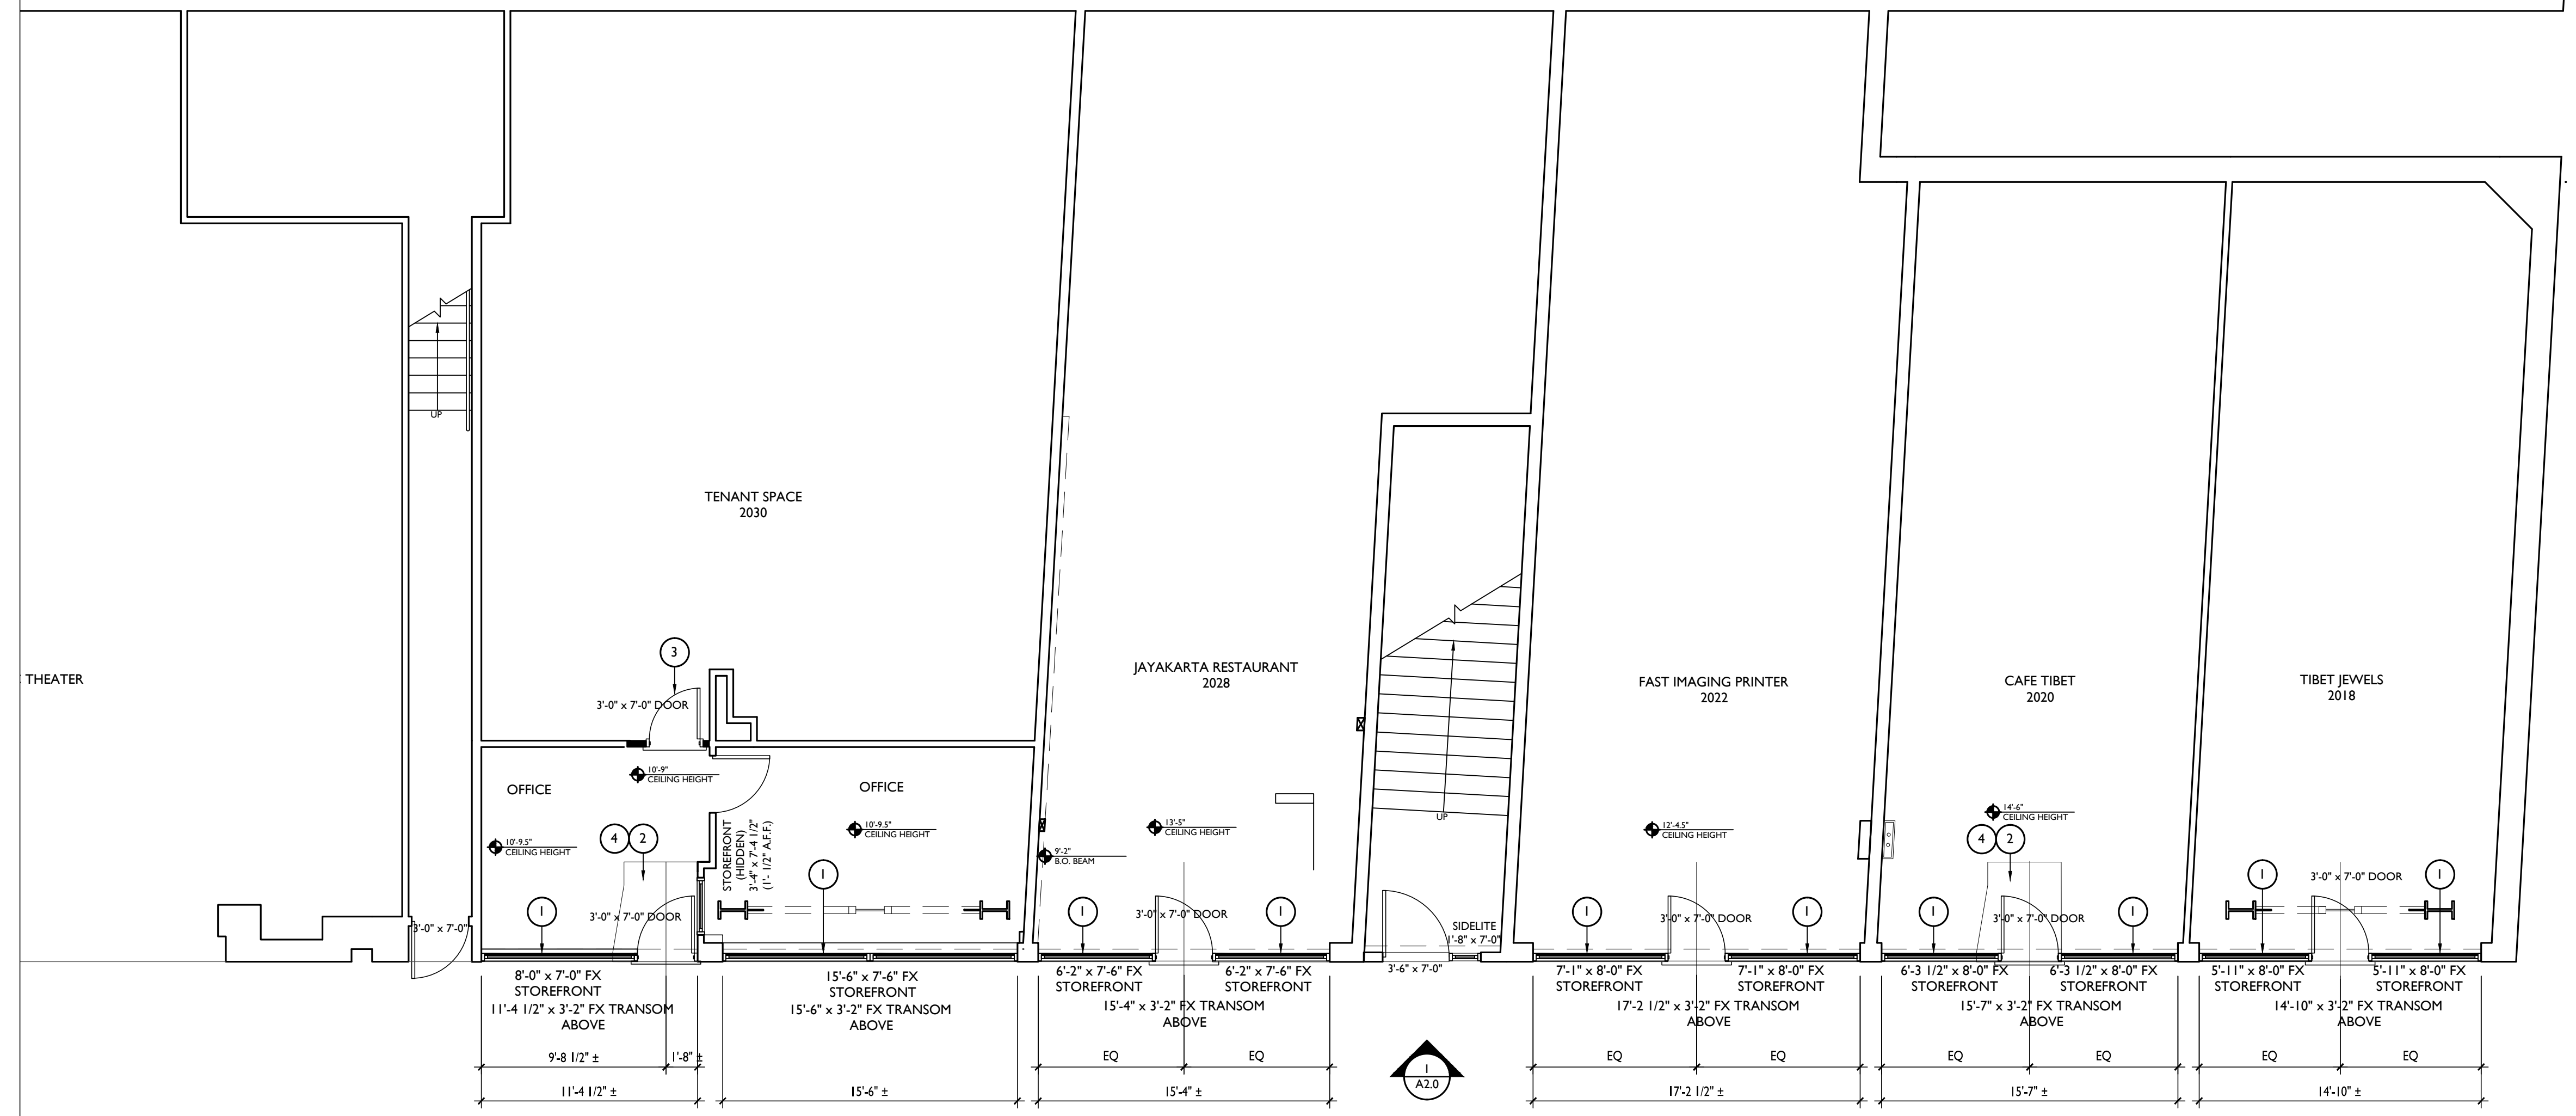 UP
TENANT SPACE
2030
3
3'-0" x 7'-0" DOOR
THEATER
JAYAKARTA RESTAURANT
2028
FAST IMAGING PRINTER
2022
CAFE TIBET
2020
TIBET JEWELS
2018
10'-9"
CEILING HEIGHT
OFFICE
OFFICE
10'-9.5"
CEILING HEIGHT
4
2
STOREFRONT
(HIDDEN)
3'-4" x 7'-4 1/2"
(1'- 1/2" A.F.F.)
10'-9.5"
CEILING HEIGHT
13'-5"
CEILING HEIGHT
9'-2"
B.O. BEAM
UP
12'-4.5"
CEILING HEIGHT
14'-6"
CEILING HEIGHT
4
2
1
1
1
1
1
1
1
1
1
1
3'-0" x 7'-0"
3'-0" x 7'-0" DOOR
3'-0" x 7'-0" DOOR
SIDELITE
1'-8" x 7'-0"
3'-6" x 7'-0"
3'-0" x 7'-0" DOOR
3'-0" x 7'-0" DOOR
3'-0" x 7'-0" DOOR
8'-0" x 7'-0" FX
STOREFRONT
11'-4 1/2" x 3'-2" FX TRANSOM
ABOVE
15'-6" x 7'-6" FX
STOREFRONT
15'-6" x 3'-2" FX TRANSOM
ABOVE
6'-2" x 7'-6" FX
STOREFRONT
6'-2" x 7'-6" FX
STOREFRONT
15'-4" x 3'-2" FX TRANSOM
ABOVE
7'-1" x 8'-0" FX
STOREFRONT
7'-1" x 8'-0" FX
STOREFRONT
17'-2 1/2" x 3'-2" FX TRANSOM
ABOVE
6'-3 1/2" x 8'-0" FX
STOREFRONT
6'-3 1/2" x 8'-0" FX
STOREFRONT
15'-7" x 3'-2" FX TRANSOM
ABOVE
5'-11" x 8'-0" FX
STOREFRONT
5'-11" x 8'-0" FX
STOREFRONT
14'-10" x 3'-2" FX TRANSOM
ABOVE
9'-8 1/2" ±
1'-8" ±
EQ
EQ
EQ
EQ
EQ
EQ
EQ
EQ
1
A2.0
11'-4 1/2" ±
15'-6" ±
15'-4" ±
17'-2 1/2" ±
15'-7" ±
14'-10" ±